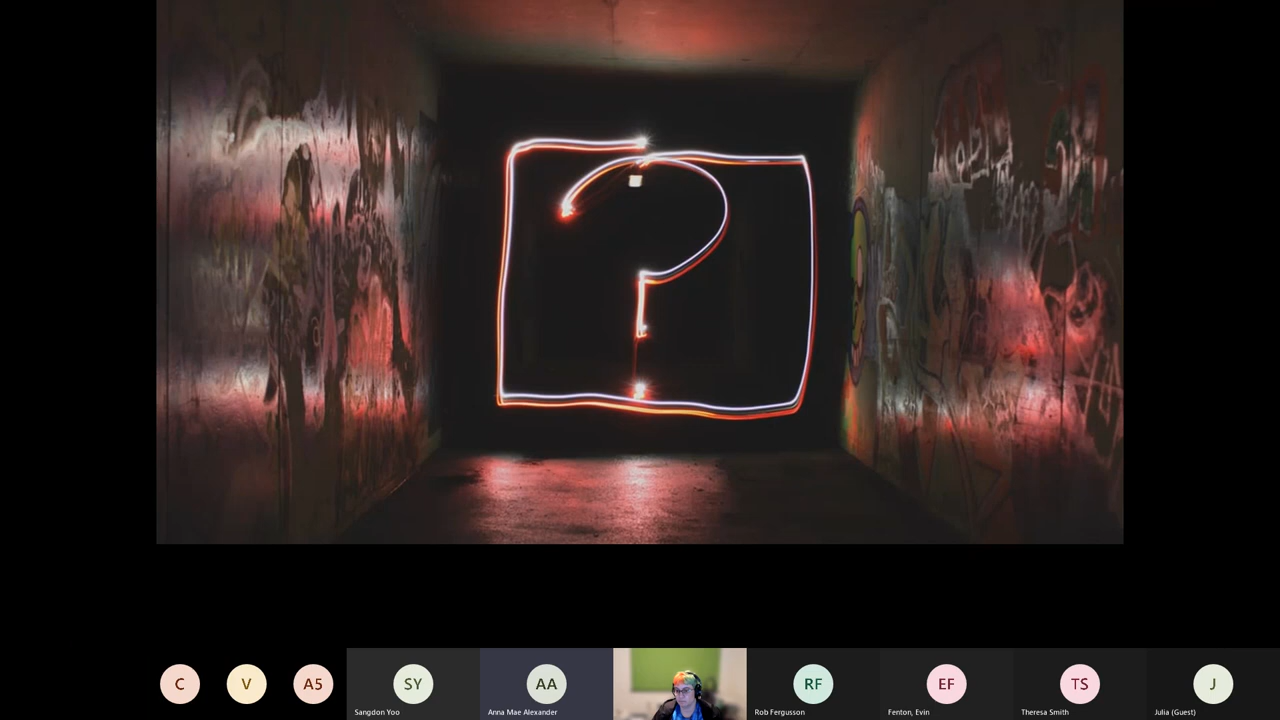 ?
C
V
A5
SY
AA
RF
EF
TS
J
Sangdon Yoo
Anna Mae Alexander
Rob Fergusson
Fenton, Evin
Theresa Smith
Julia (Guest)